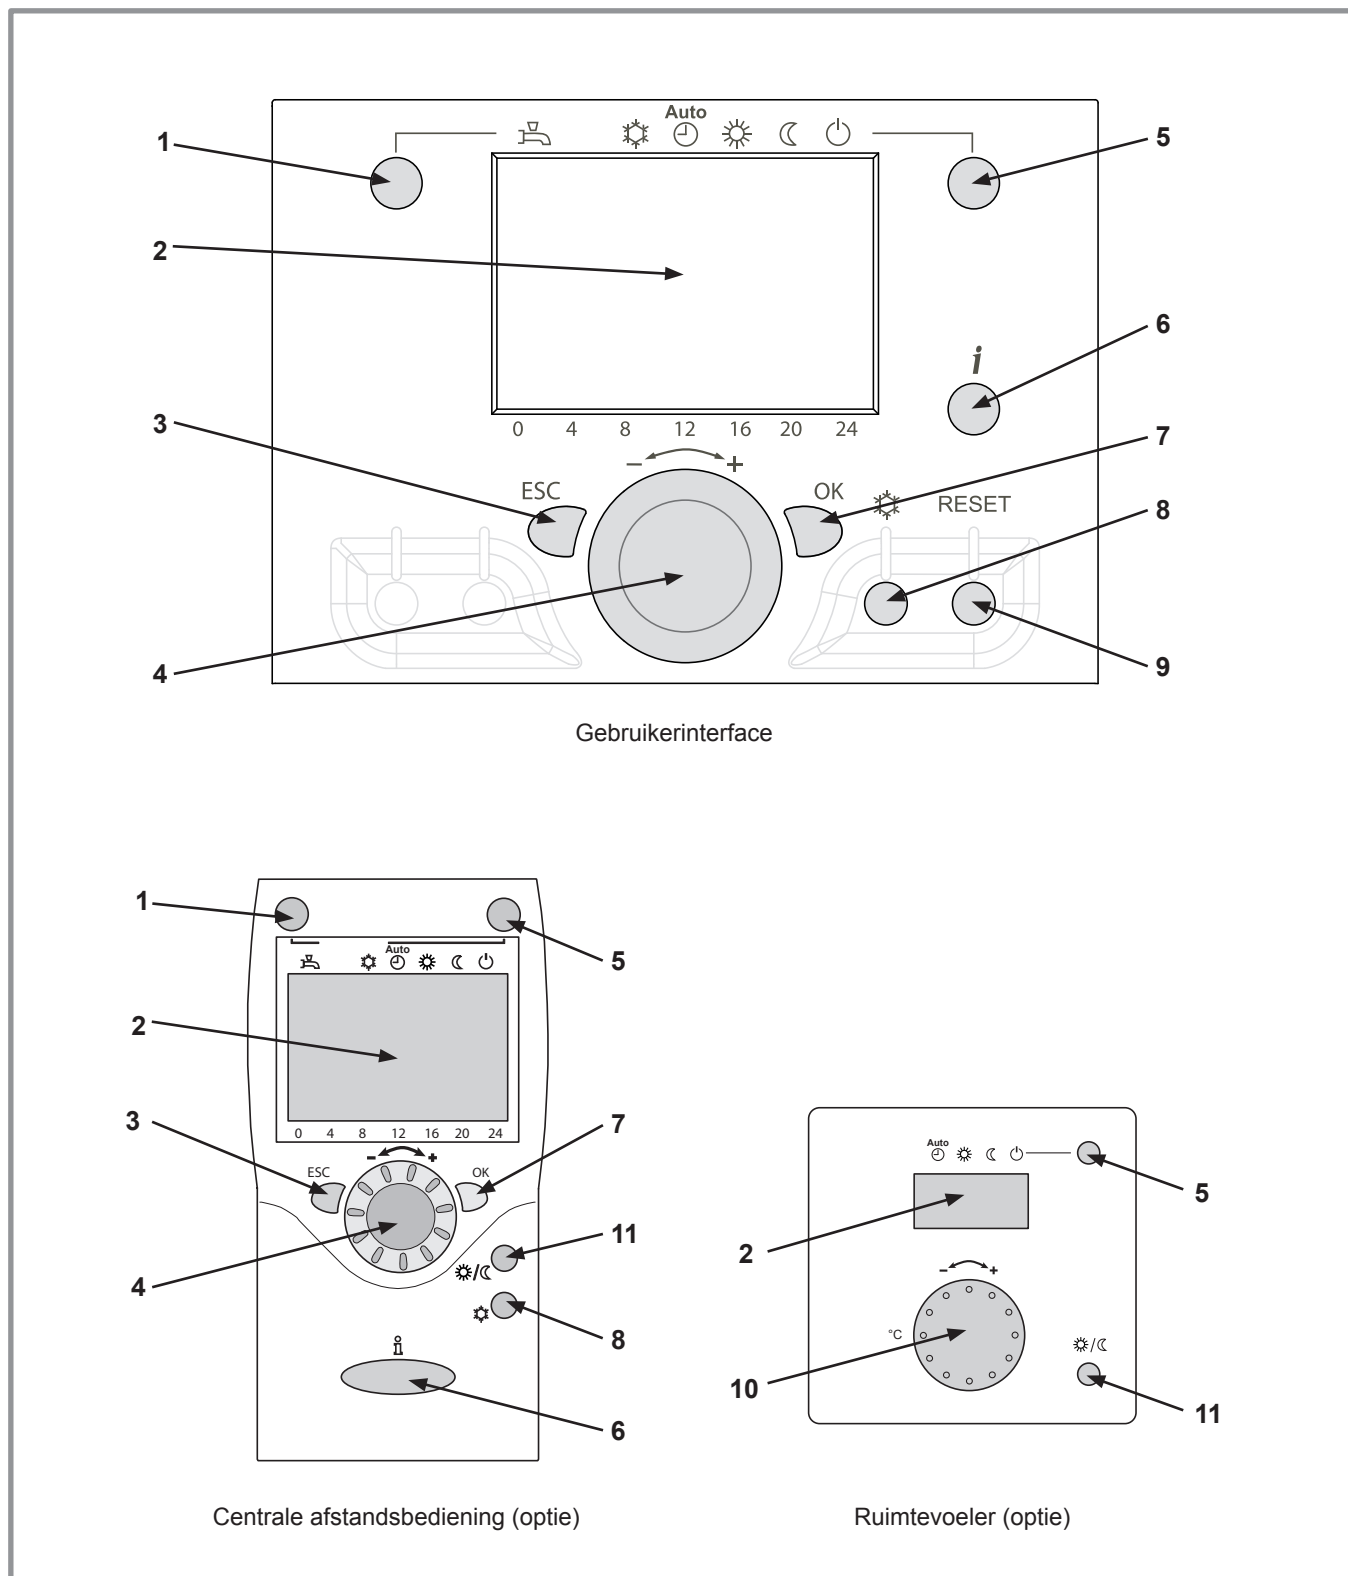 Auto
1
5
2
6
i
3
0 4 8 12 16 20 24
7
− +
ESC OK
RESET
8
4
9
Gebruikerinterface
1
5
Auto
2
3
7
0 4 8 12 16 20 24
− +
ESC OK
11
/
4
8
i
6
Auto
5
2
− +
°C
/
10
11
Centrale afstandsbediening (optie)
Ruimtevoeler (optie)